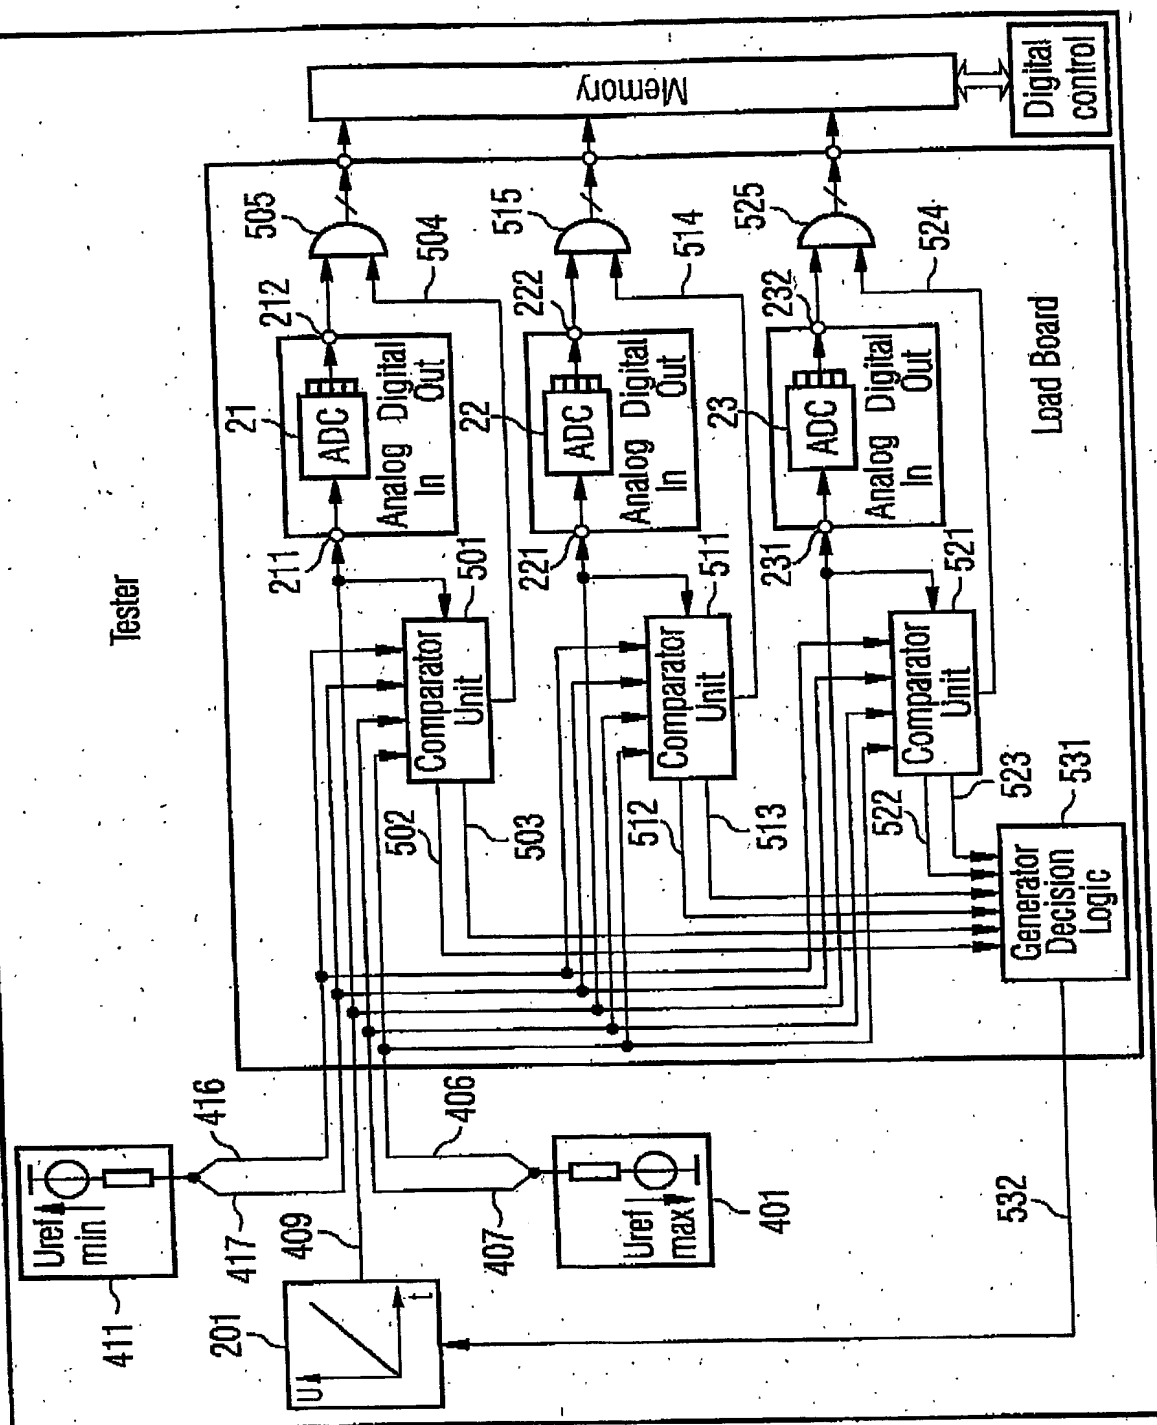 Tester
411
Uref
min
416
417
201
U
t
409
406
407
401
Uref
max
532
Load Board
502
503
Comparator
Unit
501
504
211
21
ADC
Analog
In
Digital
Out
212
505
512
513
Comparator
Unit
511
514
221
22
ADC
Analog
In
Digital
Out
222
515
522
523
Comparator
Unit
521
524
231
23
ADC
Analog
In
Digital
Out
232
525
Generator
Decision
Logic
531
Memory
Digital
control